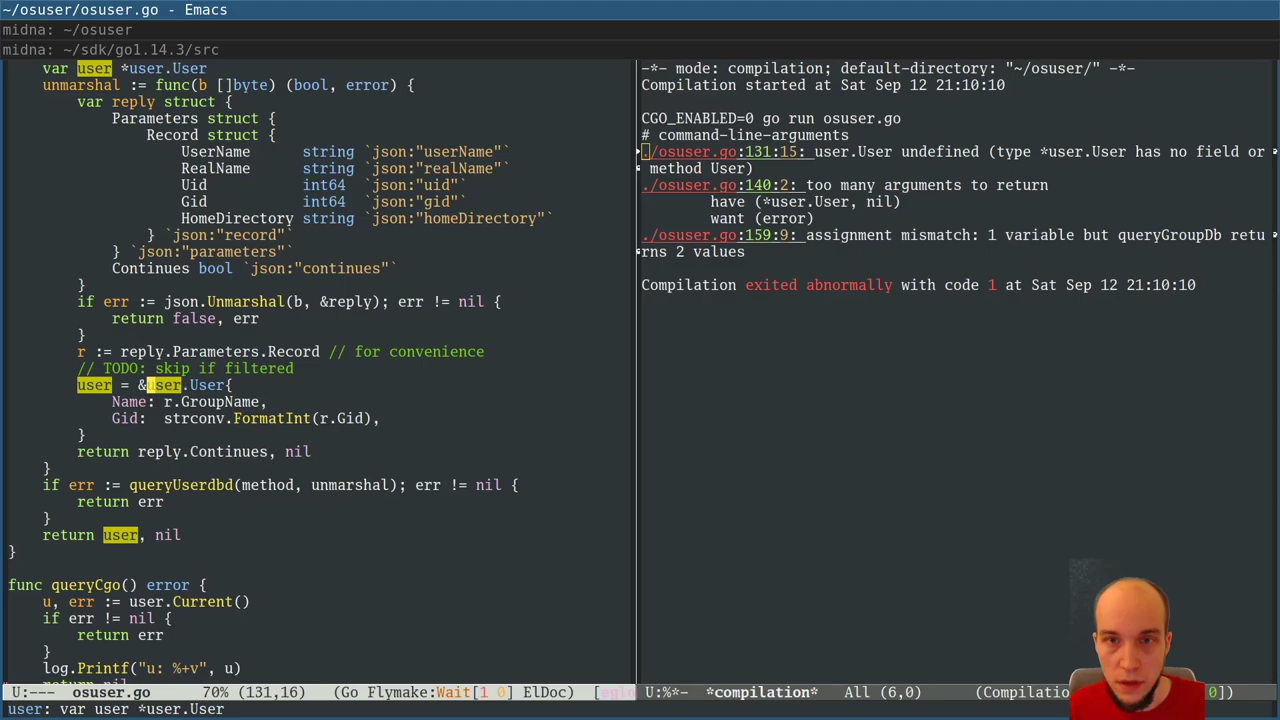 ~/osuser/osuser.go - Emacs
midna: ~/osuser
midna: ~/sdk/go1.14.3/src
var user *user.User
unmarshal := func(b []byte) (bool, error) {
var reply struct {
Parameters struct {
Record struct {
UserName string `json:"userName"`
RealName string `json:"realName"`
Uid int64 `json:"uid"`
Gid int64 `json:"gid"`
HomeDirectory string `json:"homeDirectory"`
} `json:"record"`
} `json:"parameters"`
Continues bool `json:"continues"`
}
if err := json.Unmarshal(b, &reply); err != nil {
return false, err
}
r := reply.Parameters.Record // for convenience
// TODO: skip if filtered
user = &user.User{
Name: r.GroupName,
Gid: strconv.FormatInt(r.Gid),
}
return reply.Continues, nil
}
if err := queryUserdbd(method, unmarshal); err != nil {
return err
}
return user, nil
}
func queryCgo() error {
u, err := user.Current()
if err != nil {
return err
}
log.Printf("u: %+v", u)
U:--- osuser.go 70% (131,16) (Go Flymake:Wait[1 0] ElDoc) [eglo
user: var user *user.User
-*- mode: compilation; default-directory: "~/osuser/" -*-
Compilation started at Sat Sep 12 21:10:10
CGO_ENABLED=0 go run osuser.go
# command-line-arguments
./osuser.go:131:15: user.User undefined (type *user.User has no field or
method User)
./osuser.go:140:2: too many arguments to return
have (*user.User, nil)
want (error)
./osuser.go:159:9: assignment mismatch: 1 variable but queryGroupDb retu
rns 2 values
Compilation exited abnormally with code 1 at Sat Sep 12 21:10:10
U:%*- *compilation* All (6,0) (Compilatio 0])